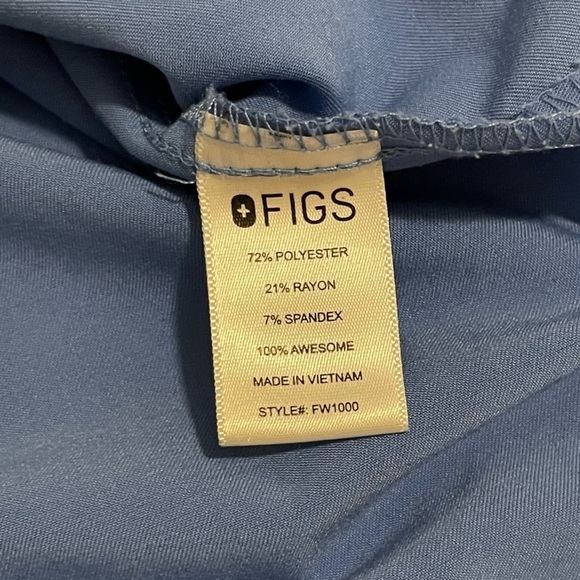 FIGS
72% POLYESTER
21% RAYON
7% SPANDEX
100% AWESOME
MADE IN VIETNAM
STYLE#: FW1000